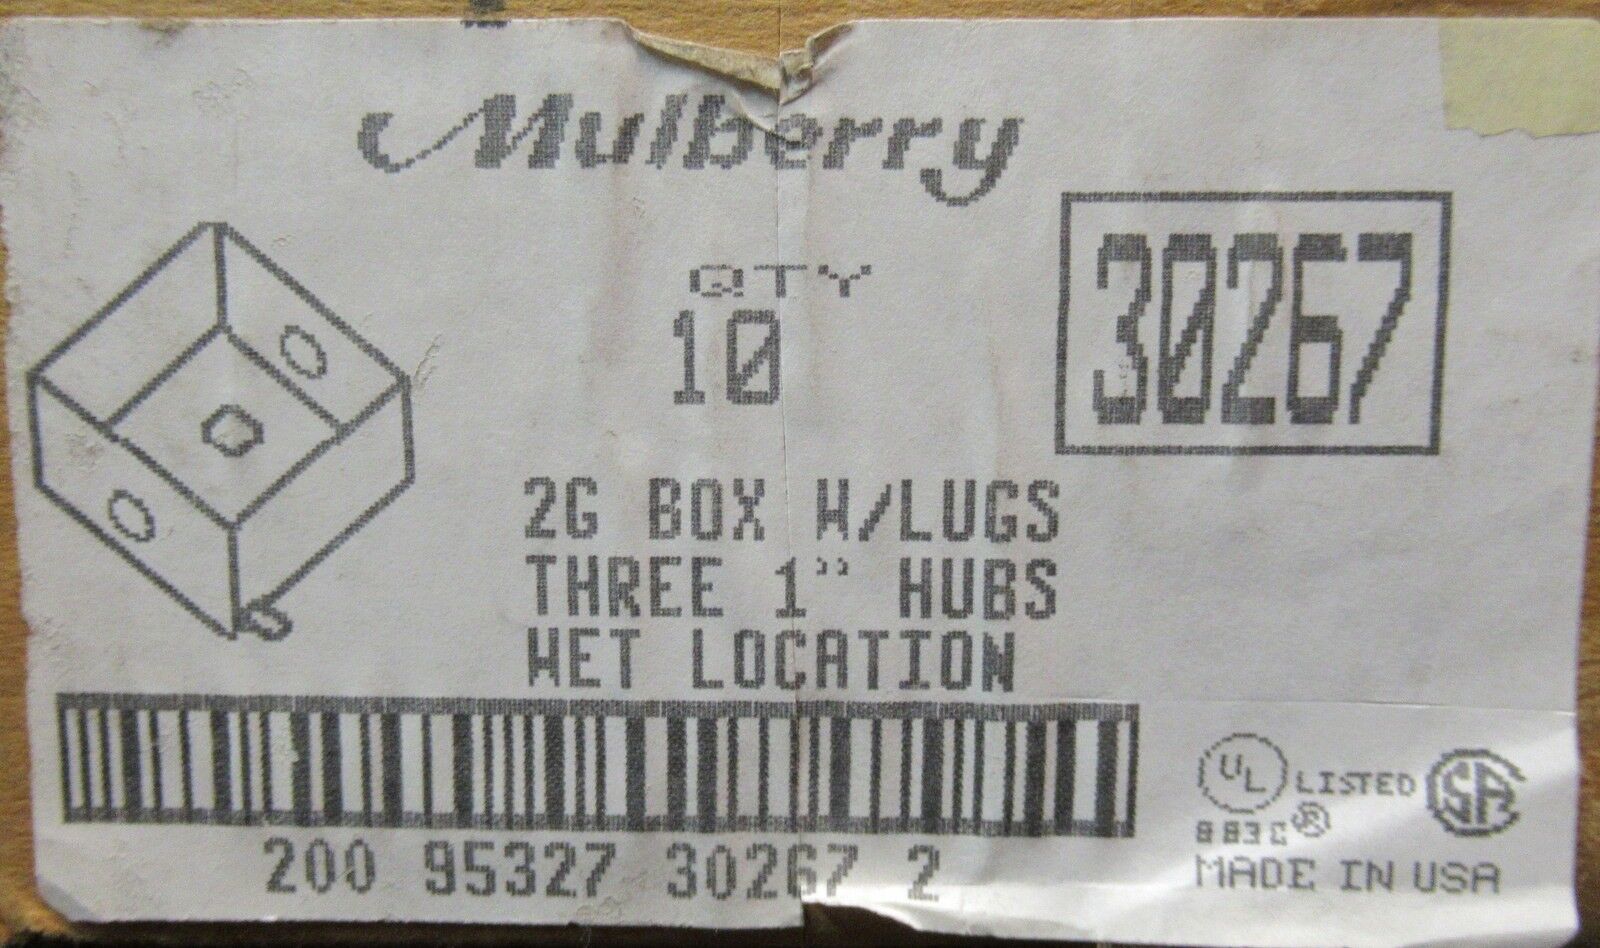 Mulberry
30267
QTY
10
2G BOX W/LUGS
THREE 1" HUBS
WET LOCATION
200 95327 30267 2
UL LISTED
883C ®
SA
MADE IN USA